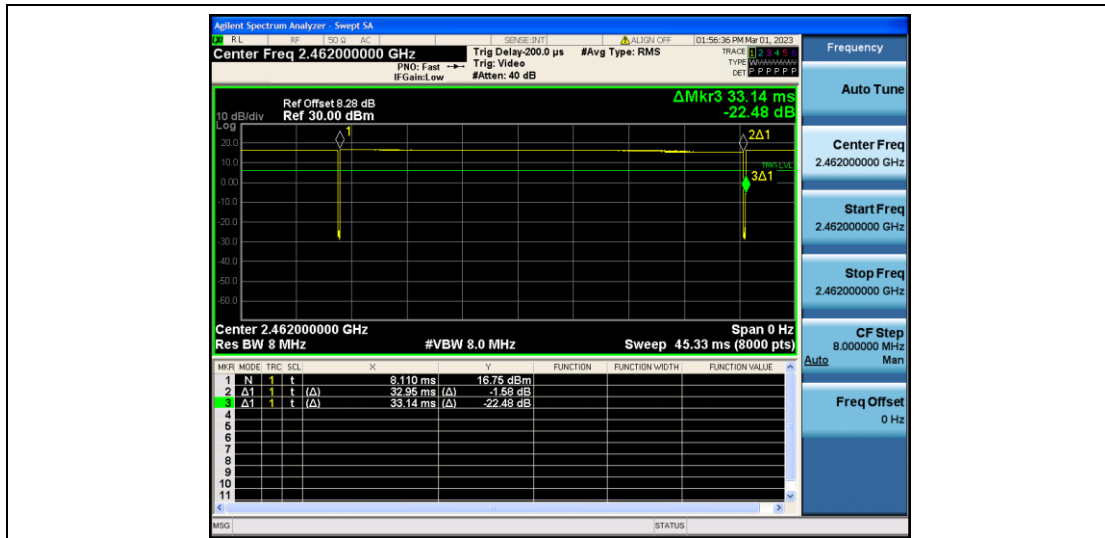 Agilent Spectrum Analyzer - Swept SA
RL RF 50 Ω AC SENSE:INT ALIGN OFF 01:56:36 PM Mar 01, 2023
Center Freq 2.462000000 GHz Trig Delay-200.0 µs #Avg Type: RMS TRACE 1 2 3 4 5 6
PNO: Fast Trig: Video TYPE WWWWWW
IFGain:Low #Atten: 40 dB DET P P P P P P
ΔMkr3 33.14 ms
-22.48 dB
Ref Offset 8.28 dB
10 dB/div Ref 30.00 dBm
Log
20.0
10.0
0.00
-10.0
-20.0
-30.0
-40.0
-50.0
-60.0
1
2Δ1
TRIG LVL
3Δ1
Center 2.462000000 GHz Span 0 Hz
Res BW 8 MHz #VBW 8.0 MHz Sweep 45.33 ms (8000 pts)
MKR MODE TRC SCL X Y FUNCTION FUNCTION WIDTH FUNCTION VALUE
1 N 1 t 8.110 ms 16.75 dBm
2 Δ1 1 t (Δ) 32.95 ms (Δ) -1.58 dB
3 Δ1 1 t (Δ) 33.14 ms (Δ) -22.48 dB
4
5
6
7
8
9
10
11
MSG STATUS
Frequency
Auto Tune
Center Freq
2.462000000 GHz
Start Freq
2.462000000 GHz
Stop Freq
2.462000000 GHz
CF Step
8.000000 MHz
Auto Man
Freq Offset
0 Hz